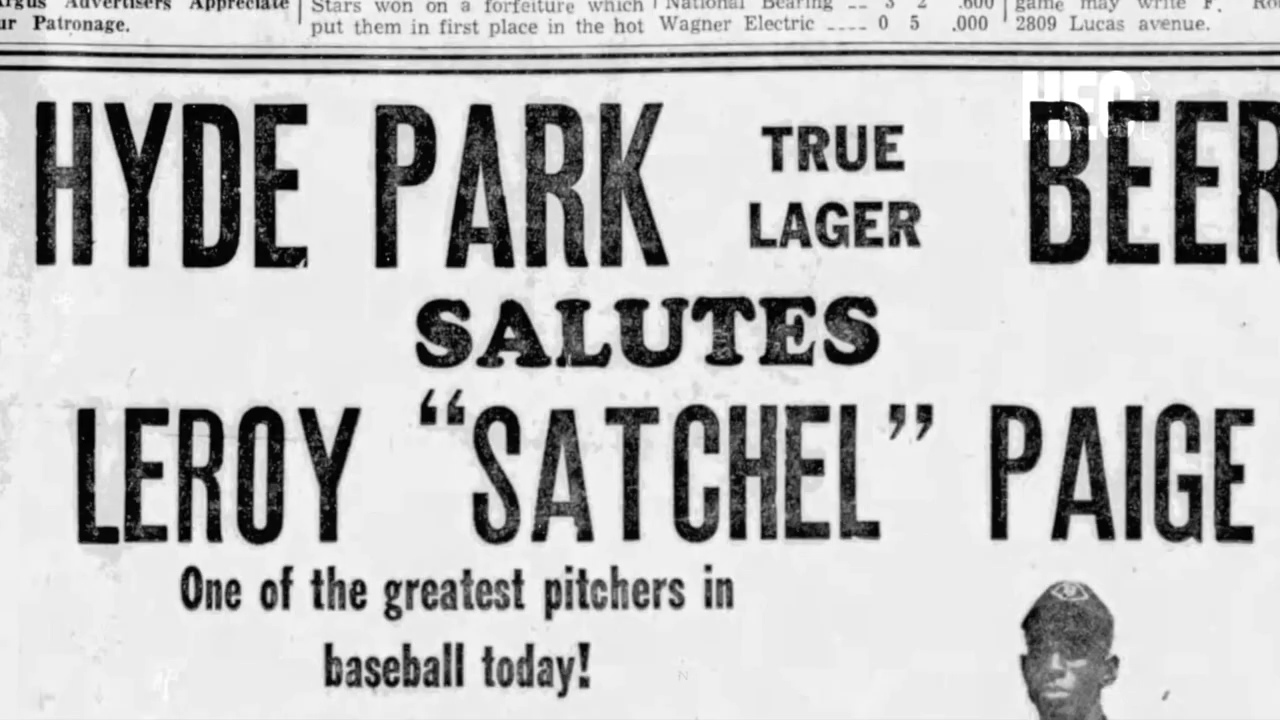 Argus Advertisers Appreciate
ur Patronage.
Stars won on a forfeiture which
put them in first place in the hot
National Bearing -- 3 2 .600
Wagner Electric ---- 0 5 .000
game may write F.
2809 Lucas avenue.
HEC
HYDE PARK TRUE LAGER BEER
SALUTES
LEROY “SATCHEL” PAIGE
One of the greatest pitchers in
baseball today!